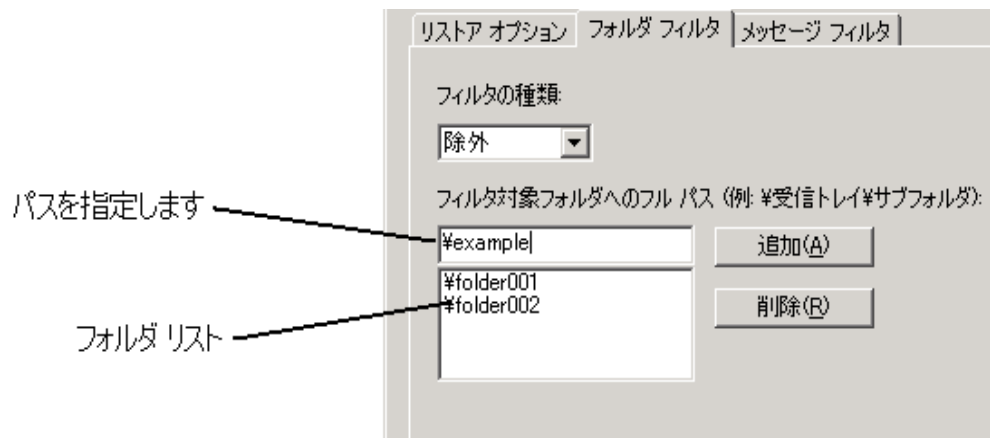 リストア オプション フォルダ フィルタ メッセージ フィルタ
フィルタの種類:
除外
フィルタ対象フォルダへのフル パス (例: ¥受信トレイ¥サブフォルダ):
パスを指定します
¥example
追加(A)
¥folder001
¥folder002
削除(R)
フォルダ リスト